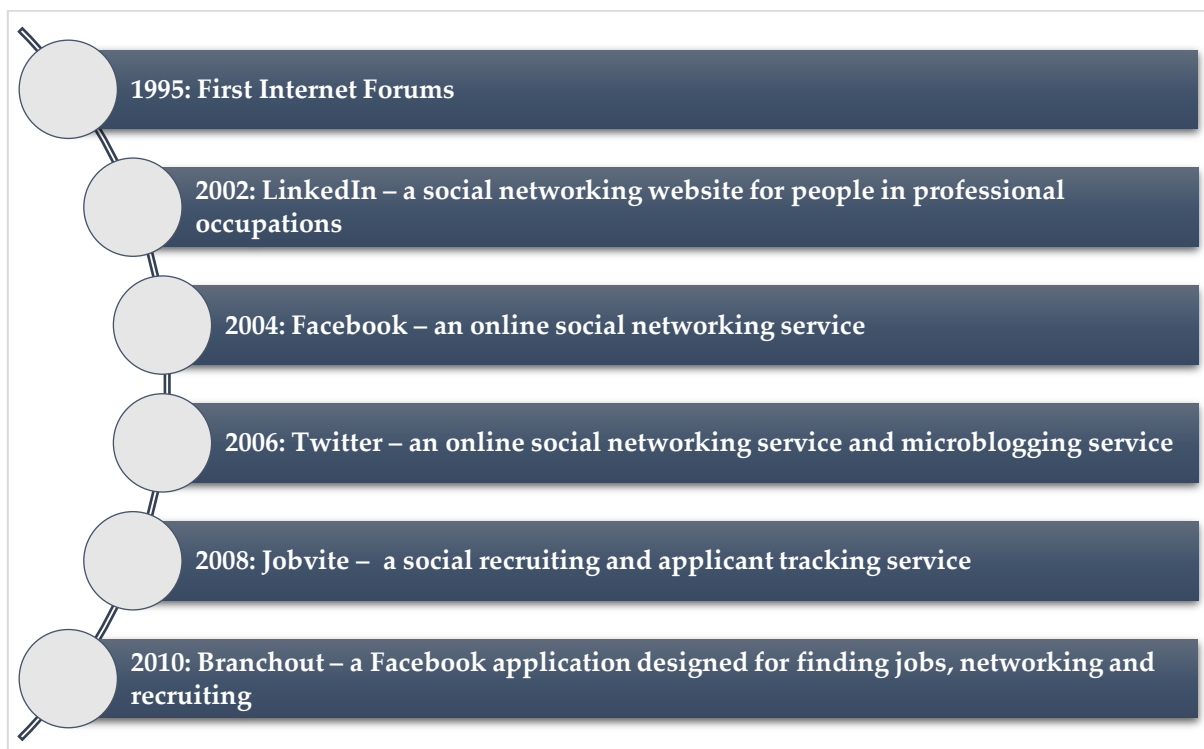 1995: First Internet Forums
2002: LinkedIn – a social networking website for people in professional
occupations
2004: Facebook – an online social networking service
2006: Twitter – an online social networking service and microblogging service
2008: Jobvite –  a social recruiting and applicant tracking service
2010: Branchout – a Facebook application designed for finding jobs, networking and
recruiting